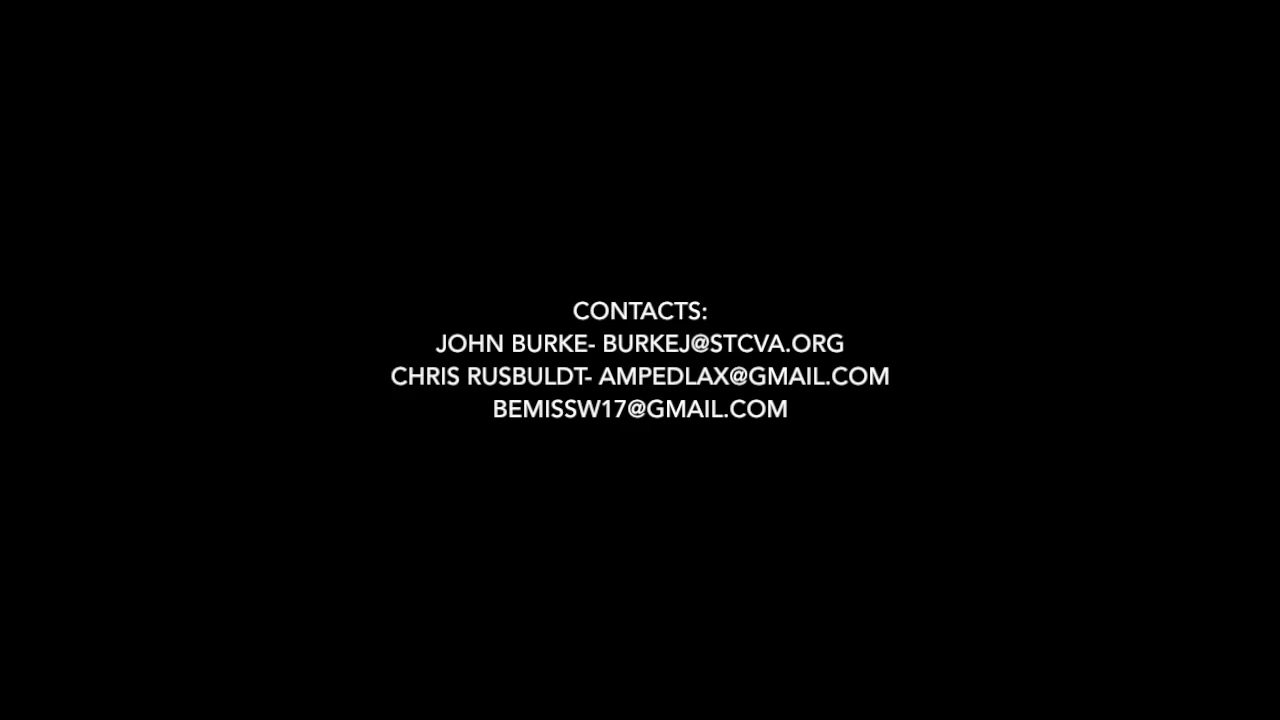 CONTACTS:
JOHN BURKE- BURKEJ@STCVA.ORG
CHRIS RUSBULDT- AMPEDLAX@GMAIL.COM
BEMISSW17@GMAIL.COM